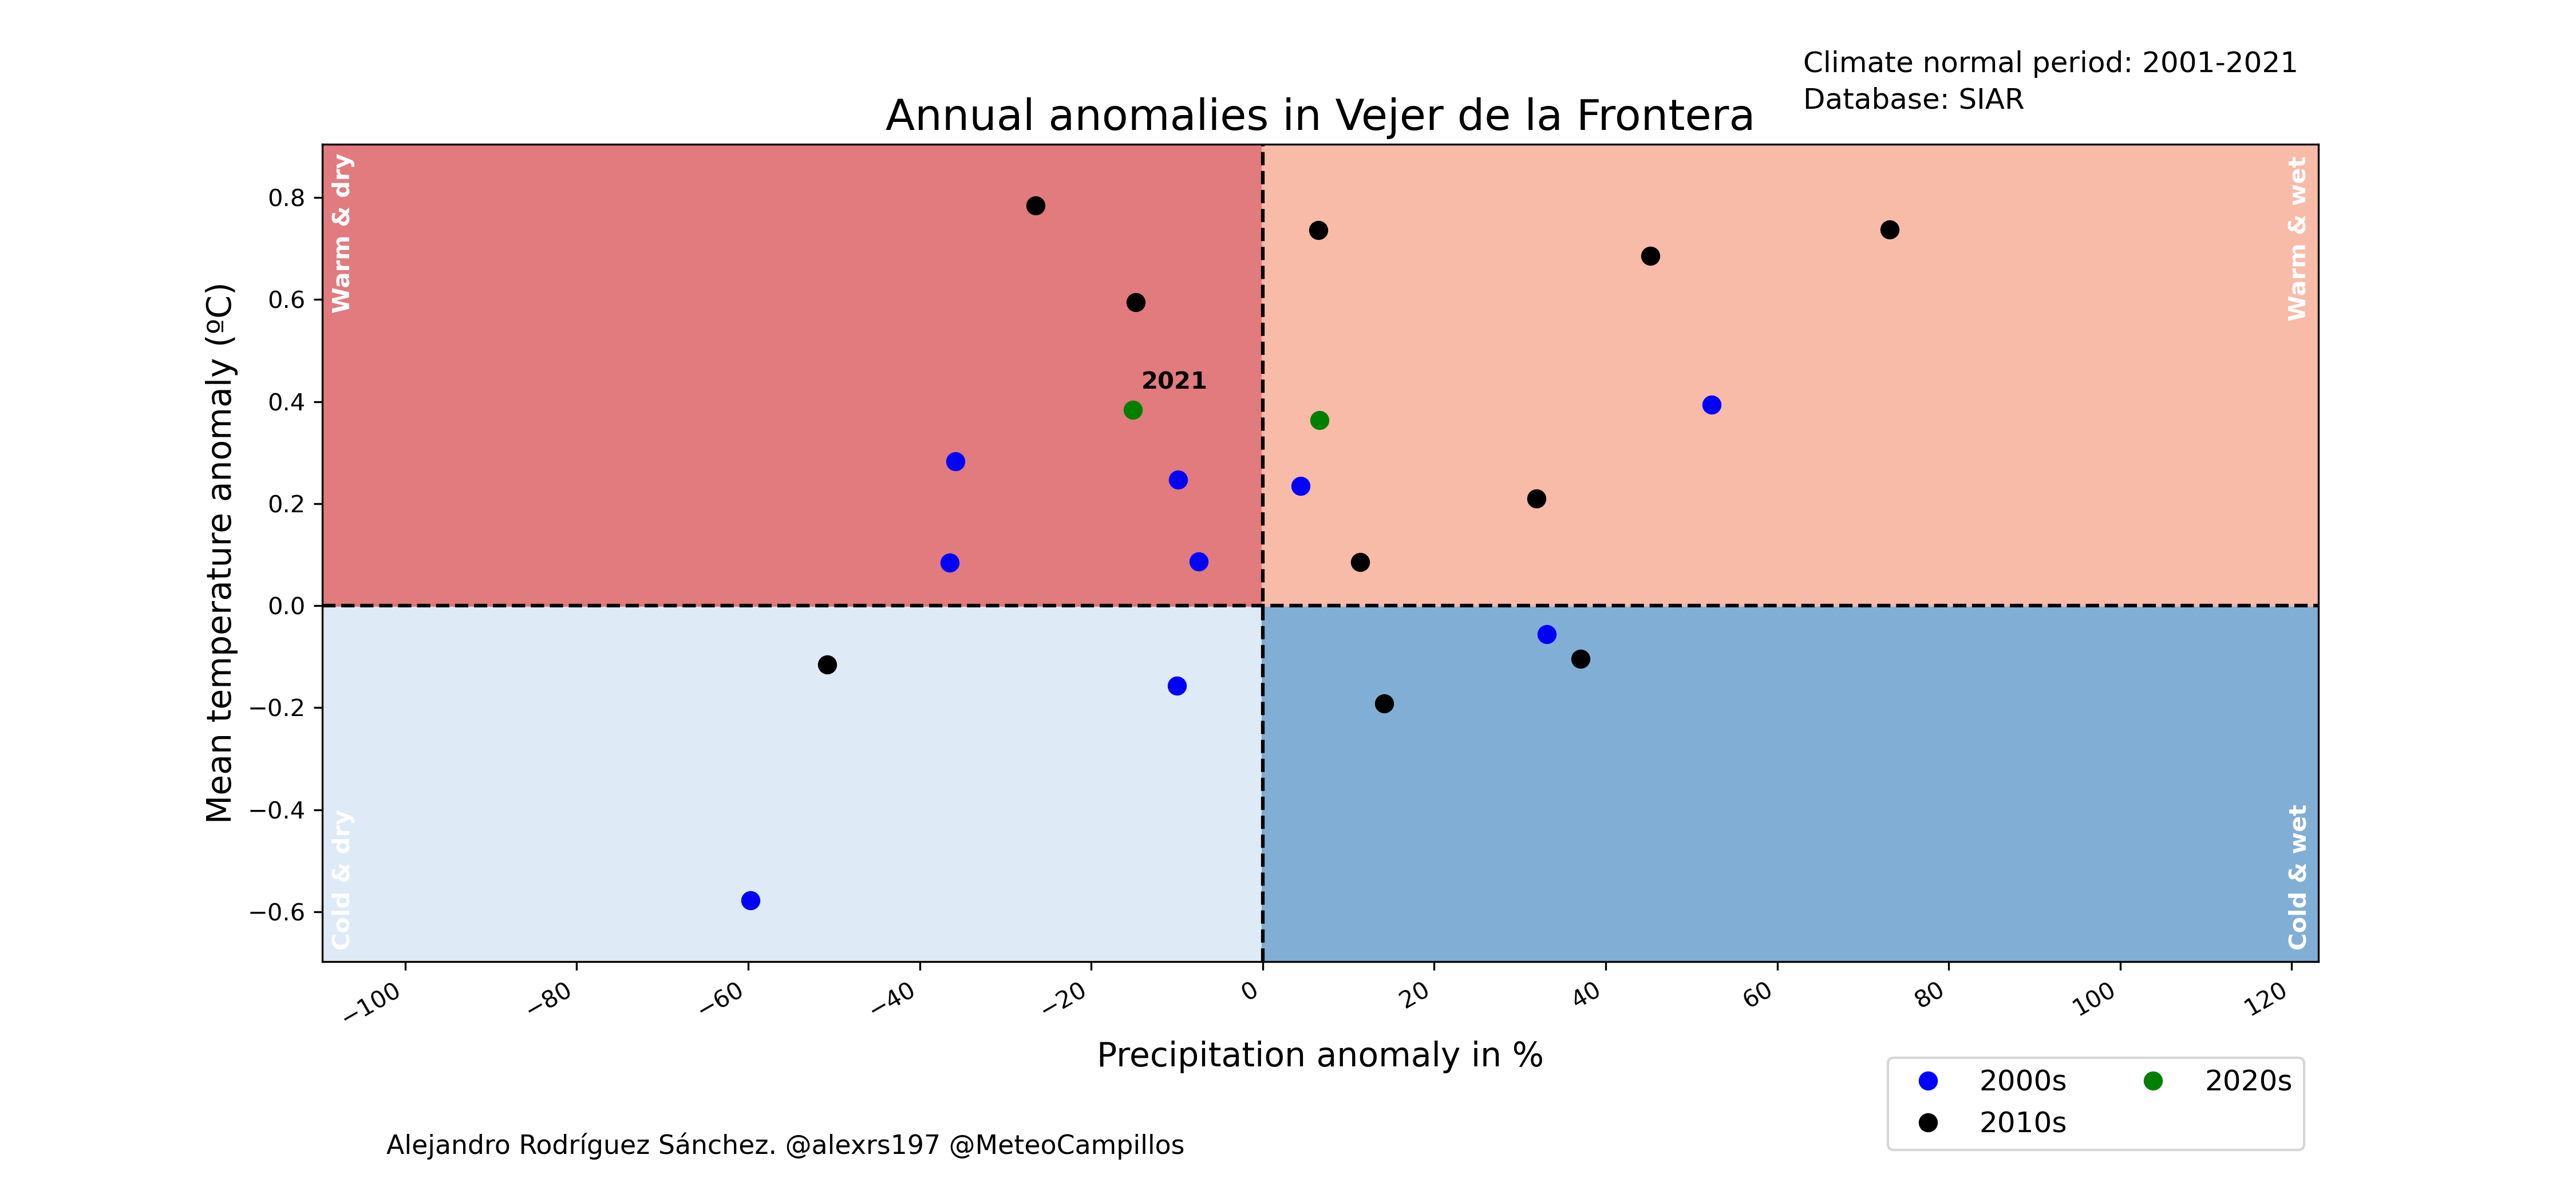 Climate normal period: 2001-2021
Database: SIAR
Annual anomalies in Vejer de la Frontera
Warm & dry
Warm & wet
0.8
0.6
0.4
0.2
0.0
−0.2
−0.4
−0.6
Mean temperature anomaly (ºC)
2021
Cold & dry
Cold & wet
−100
−80
−60
−40
−20
0
20
40
60
80
100
120
Precipitation anomaly in %
2000s
2010s
2020s
Alejandro Rodríguez Sánchez. @alexrs197 @MeteoCampillos